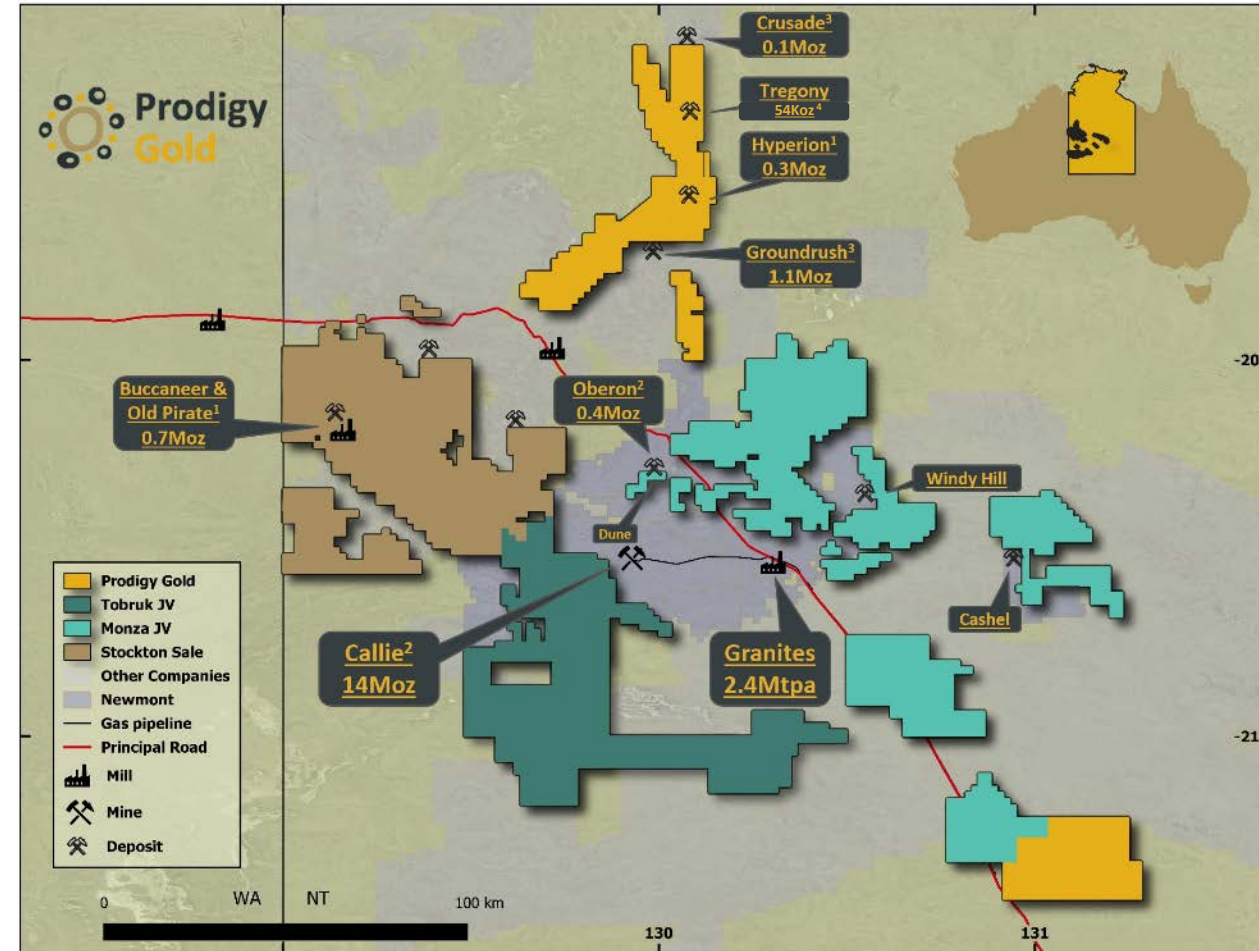 Prodigy
Gold
Crusade³
0.1Moz
Tregony
54Koz⁴
Hyperion¹
0.3Moz
Groundrush³
1.1Moz
-20
Buccaneer &
Old Pirate¹
0.7Moz
Oberon²
0.4Moz
Windy Hill
Dune
Cashel
Callie²
14Moz
Granites
2.4Mtpa
-21
Prodigy Gold
Tobruk JV
Monza JV
Stockton Sale
Other Companies
Newmont
Gas pipeline
Principal Road
Mill
Mine
Deposit
WA
NT
0
100 km
130
131